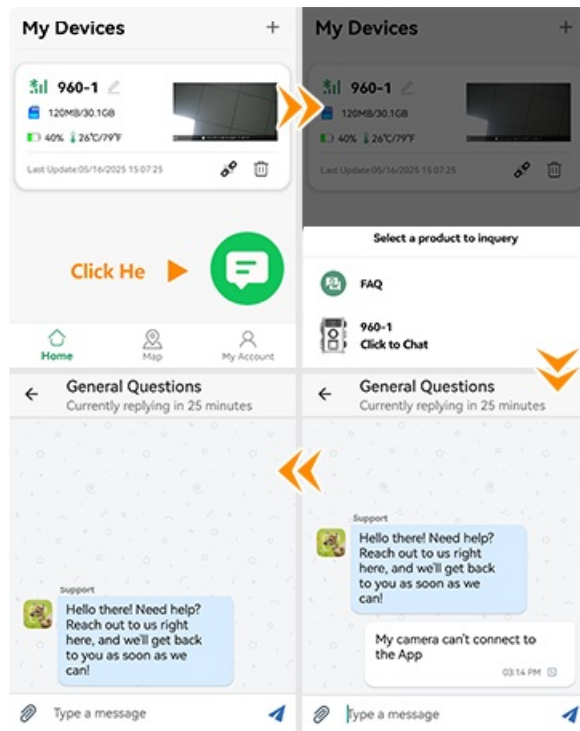 My Devices
960-1
120MB/30.1GB
40% 26°C/79°F
Last Update:05/16/2025 15:07:25
Click He
Home
Map
My Account
My Devices
960-1
120MB/30.1GB
40% 26°C/79°F
Last Update:05/16/2025 15:07:25
Select a product to inquery
FAQ
960-1
Click to Chat
General Questions
Currently replying in 25 minutes
Support
Hello there! Need help?
Reach out to us right
here, and we'll get back
to you as soon as we
can!
My camera can't connect to
the App
03:14 PM
Type a message
General Questions
Currently replying in 25 minutes
Support
Hello there! Need help?
Reach out to us right
here, and we'll get back
to you as soon as we
can!
Type a message